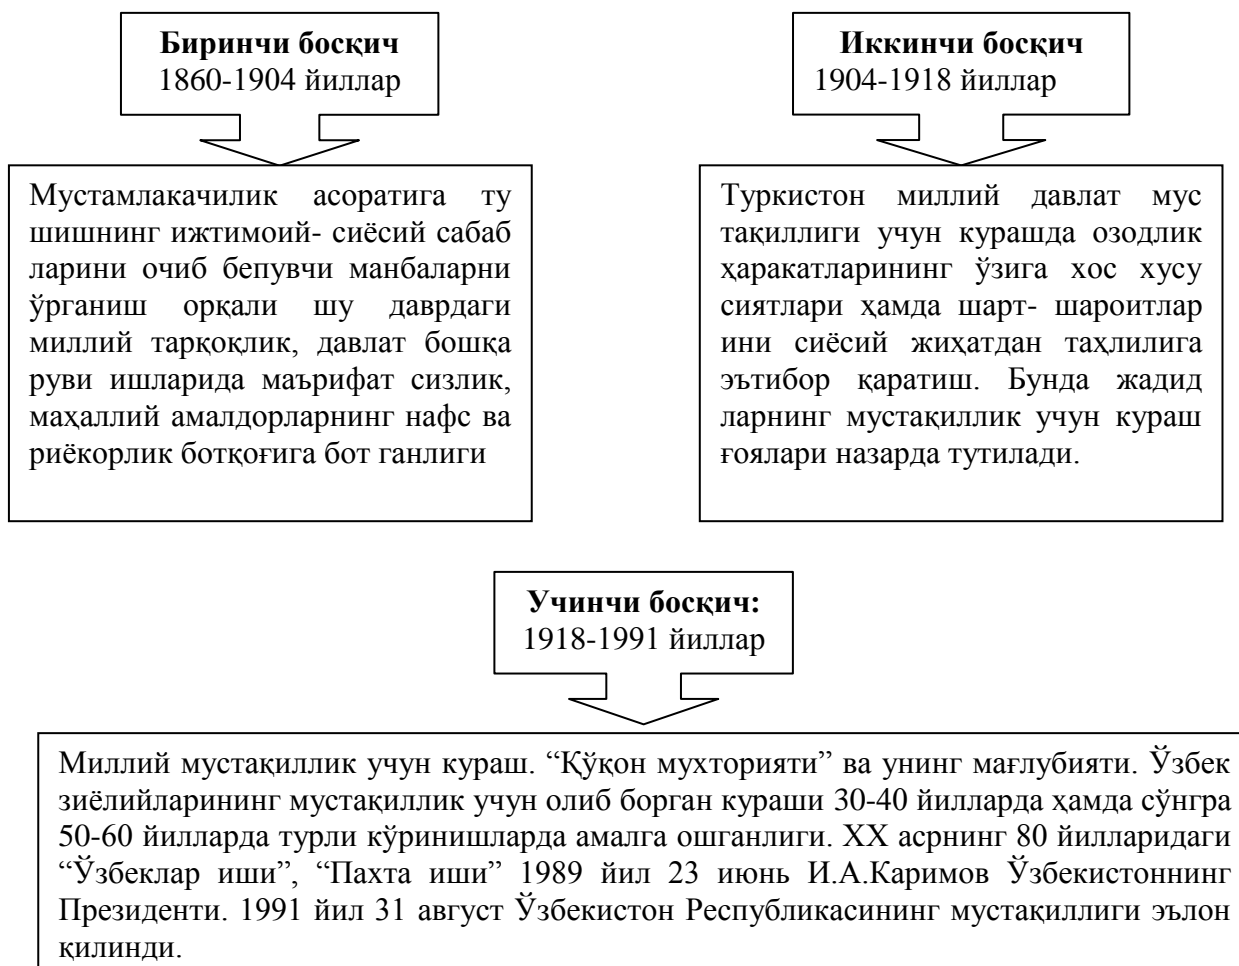 Биринчи босқич
1860-1904 йиллар
Мустамлакачилик асоратига ту
шишнинг ижтимоий- сиёсий сабаб
ларини очиб бепувчи манбаларни
ўрганиш орқали шу даврдаги
миллий тарқоқлик, давлат бошқа
руви ишларида маърифат сизлик,
маҳаллий амалдорларнинг нафс ва
риёкорлик ботқоғига бот ганлиги
Иккинчи босқич
1904-1918 йиллар
Туркистон миллий давлат мус
тақиллиги учун курашда озодлик
ҳаракатларининг ўзига хос хусу
сиятлари ҳамда шарт- шароитлар
ини сиёсий жиҳатдан таҳлилига
эътибор қаратиш. Бунда жадид
ларнинг мустақиллик учун кураш
ғоялари назарда тутилади.
Учинчи босқич:
1918-1991 йиллар
Миллий мустақиллик учун кураш. “Қўқон мухторияти” ва унинг мағлубияти. Ўзбек
зиёлийларининг мустақиллик учун олиб борган кураши 30-40 йилларда ҳамда сўнгра
50-60 йилларда турли кўринишларда амалга ошганлиги. XX асрнинг 80 йилларидаги
“Ўзбеклар иши”, “Пахта иши” 1989 йил 23 июнь И.А.Каримов Ўзбекистоннинг
Президенти. 1991 йил 31 август Ўзбекистон Республикасининг мустақиллиги эълон
қилинди.